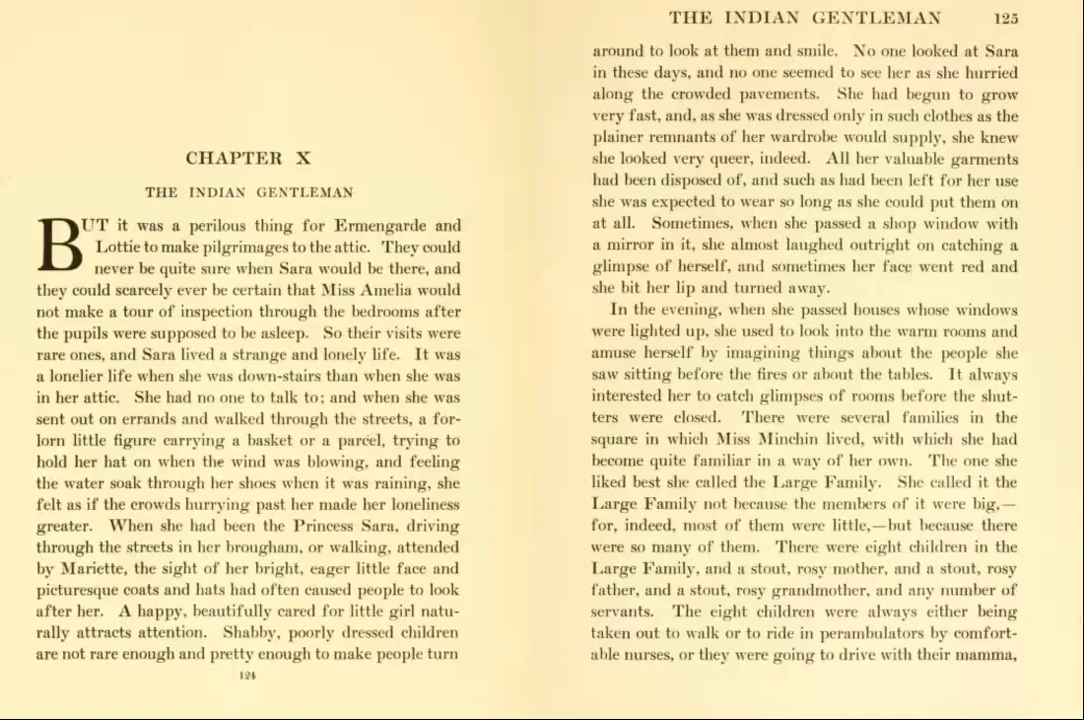 CHAPTER X
THE INDIAN GENTLEMAN
BUT it was a perilous thing for Ermengarde and
Lottie to make pilgrimages to the attic. They could
never be quite sure when Sara would be there, and
they could scarcely ever be certain that Miss Amelia would
not make a tour of inspection through the bedrooms after
the pupils were supposed to be asleep. So their visits were
rare ones, and Sara lived a strange and lonely life. It was
a lonelier life when she was down-stairs than when she was
in her attic. She had no one to talk to; and when she was
sent out on errands and walked through the streets, a for-
lorn little figure carrying a basket or a parcel, trying to
hold her hat on when the wind was blowing, and feeling
the water soak through her shoes when it was raining, she
felt as if the crowds hurrying past her made her loneliness
greater. When she had been the Princess Sara, driving
through the streets in her brougham, or walking, attended
by Mariette, the sight of her bright, eager little face and
picturesque coats and hats had often caused people to look
after her. A happy, beautifully cared for little girl natu-
rally attracts attention. Shabby, poorly dressed children
are not rare enough and pretty enough to make people turn
124
THE INDIAN GENTLEMAN 125
around to look at them and smile. No one looked at Sara
in these days, and no one seemed to see her as she hurried
along the crowded pavements. She had begun to grow
very fast, and, as she was dressed only in such clothes as the
plainer remnants of her wardrobe would supply, she knew
she looked very queer, indeed. All her valuable garments
had been disposed of, and such as had been left for her use
she was expected to wear so long as she could put them on
at all. Sometimes, when she passed a shop window with
a mirror in it, she almost laughed outright on catching a
glimpse of herself, and sometimes her face went red and
she bit her lip and turned away.
In the evening, when she passed houses whose windows
were lighted up, she used to look into the warm rooms and
amuse herself by imagining things about the people she
saw sitting before the fires or about the tables. It always
interested her to catch glimpses of rooms before the shut-
ters were closed. There were several families in the
square in which Miss Minchin lived, with which she had
become quite familiar in a way of her own. The one she
liked best she called the Large Family. She called it the
Large Family not because the members of it were big,—
for, indeed, most of them were little,—but because there
were so many of them. There were eight children in the
Large Family, and a stout, rosy mother, and a stout, rosy
father, and a stout, rosy grandmother, and any number of
servants. The eight children were always either being
taken out to walk or to ride in perambulators by comfort-
able nurses, or they were going to drive with their mamma,